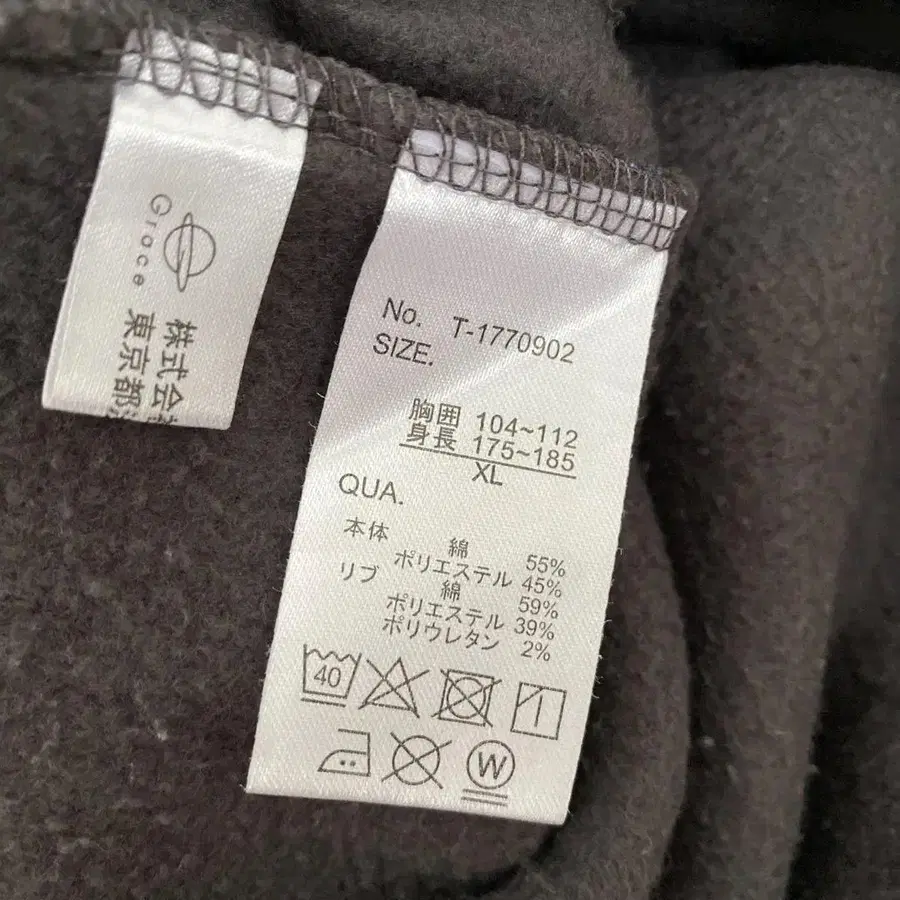 Grace
株式会
東京都
No. T-1770902
SIZE.
胸囲 104~112
身長 175~185
XL
QUA.
本体 綿 55%
ポリエステル 45%
リブ 綿 59%
ポリエステル 39%
ポリウレタン 2%
40
W